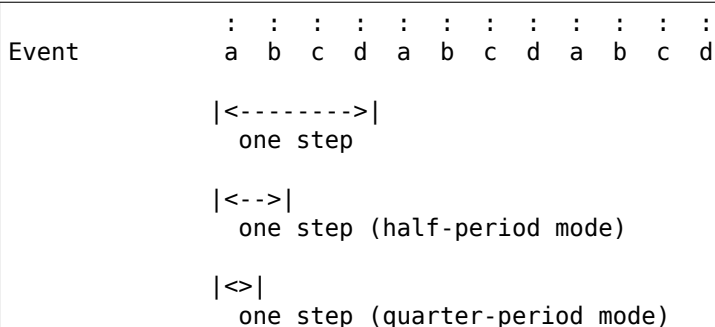 :  :  :  :  :  :  :  :  :  :  :  :
Event          a  b  c  d  a  b  c  d  a  b  c  d
              |<-------->|
                one step
              |<-->|
                one step (half-period mode)
              |<>|
                one step (quarter-period mode)